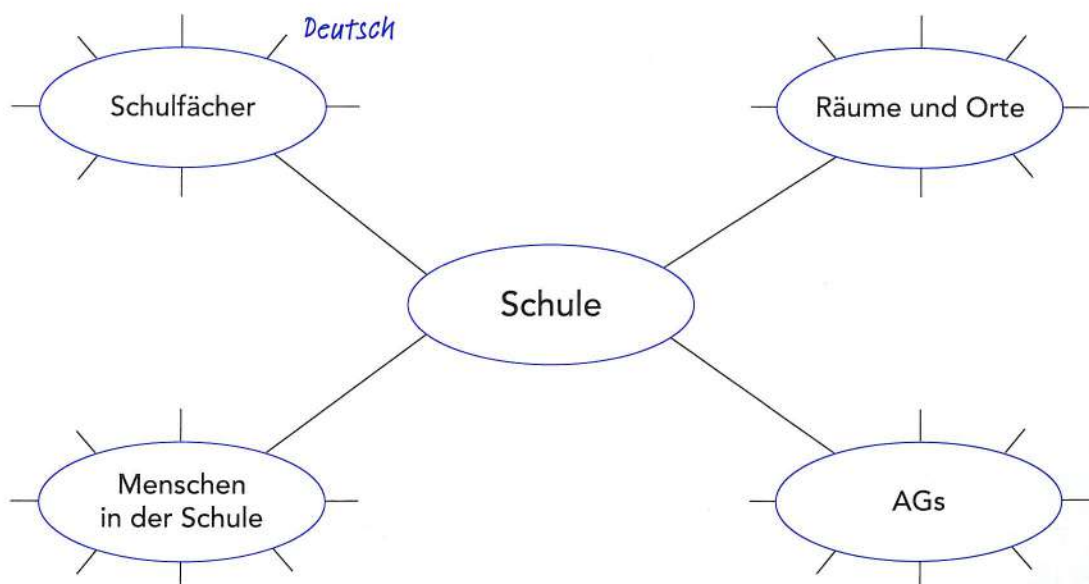 Deutsch
Schulfächer
Räume und Orte
Schule
Menschen
in der Schule
AGs